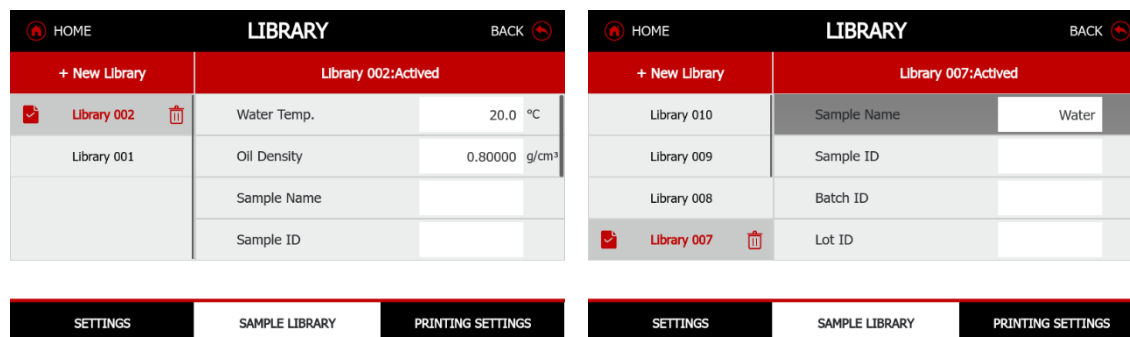 HOME LIBRARY BACK
+ New Library Library 002:Actived
Library 002 Water Temp. 20.0 ºC
Library 001 Oil Density 0.80000 g/cm³
Sample Name
Sample ID
SETTINGS SAMPLE LIBRARY PRINTING SETTINGS
HOME LIBRARY BACK
+ New Library Library 007:Actived
Library 010 Sample Name Water
Library 009 Sample ID
Library 008 Batch ID
Library 007 Lot ID
SETTINGS SAMPLE LIBRARY PRINTING SETTINGS